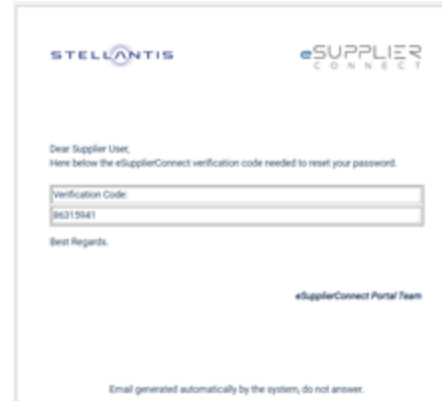 STELLANTIS
eSUPPLIER
CONNECT
Dear Supplier User,
Here below the eSupplierConnect verification code needed to reset your password.
Verification Code:
86315941
Best Regards.
eSupplierConnect Portal Team
Email generated automatically by the system, do not answer.